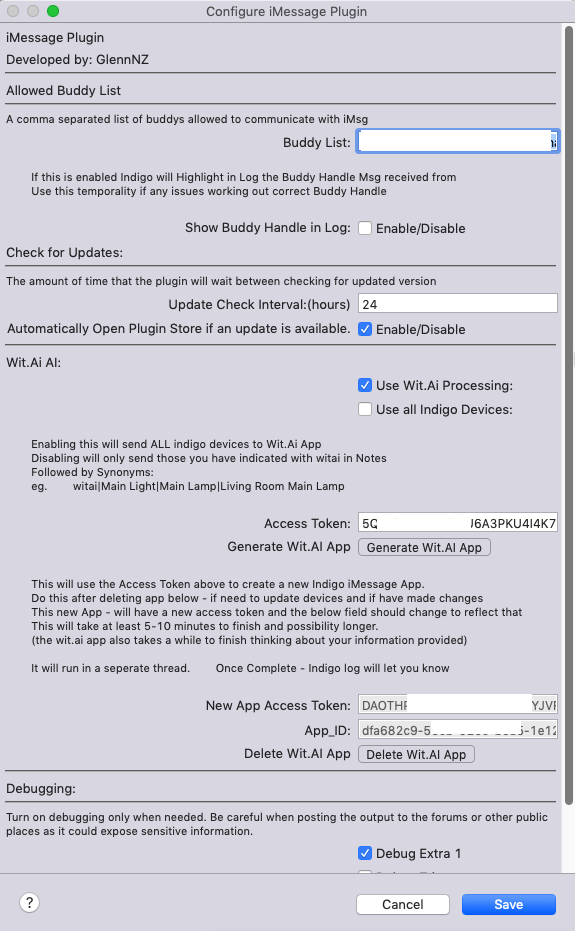 Configure iMessage Plugin
iMessage Plugin
Developed by: GlennNZ
Allowed Buddy List
A comma separated list of buddys allowed to communicate with iMsg
Buddy List:
If this is enabled Indigo will Highlight in Log the Buddy Handle Msg received from
Use this temporality if any issues working out correct Buddy Handle
Show Buddy Handle in Log: Enable/Disable
Check for Updates:
The amount of time that the plugin will wait between checking for updated version
Update Check Interval:(hours) 24
Automatically Open Plugin Store if an update is available. Enable/Disable
Wit.Ai AI:
Use Wit.Ai Processing:
Use all Indigo Devices:
Enabling this will send ALL indigo devices to Wit.Ai App
Disabling will only send those you have indicated with witai in Notes
Followed by Synonyms:
eg. witai|Main Light|Main Lamp|Living Room Main Lamp
Access Token: 5Q J6A3PKU4I4K7
Generate Wit.AI App Generate Wit.AI App
This will use the Access Token above to create a new Indigo iMessage App.
Do this after deleting app below - if need to update devices and if have made changes
This new App - will have a new access token and the below field should change to reflect that
This will take at least 5-10 minutes to finish and possibility longer.
(the wit.ai app also takes a while to finish thinking about your information provided)
It will run in a seperate thread. Once Complete - Indigo log will let you know
New App Access Token: DAOTHF YJVF
App_ID: dfa682c9-5 5-1e12
Delete Wit.AI App Delete Wit.AI App
Debugging:
Turn on debugging only when needed. Be careful when posting the output to the forums or other public
places as it could expose sensitive information.
Debug Extra 1
? Cancel Save